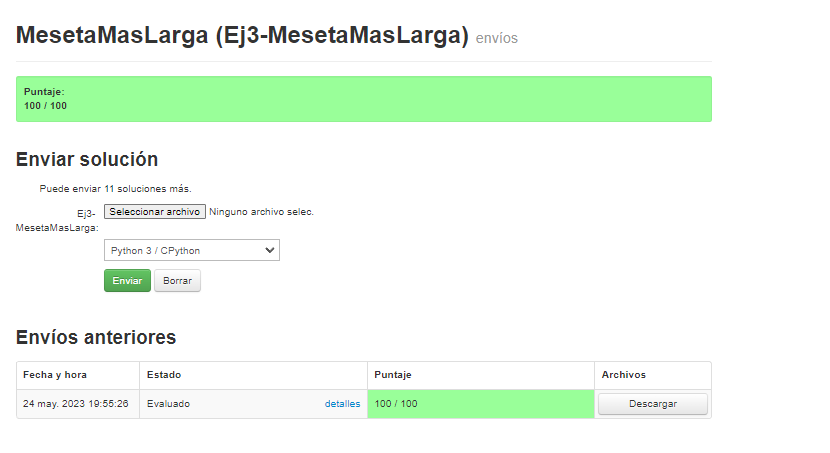 MesetaMasLarga (Ej3-MesetaMasLarga) envíos
Puntaje:
100 / 100
Enviar solución
Puede enviar 11 soluciones más.
Ej3-
MesetaMasLarga:
Seleccionar archivo Ninguno archivo selec.
Python 3 / CPython
Enviar Borrar
Envíos anteriores
Fecha y hora Estado Puntaje Archivos
24 may. 2023 19:55:26 Evaluado detalles 100 / 100 Descargar